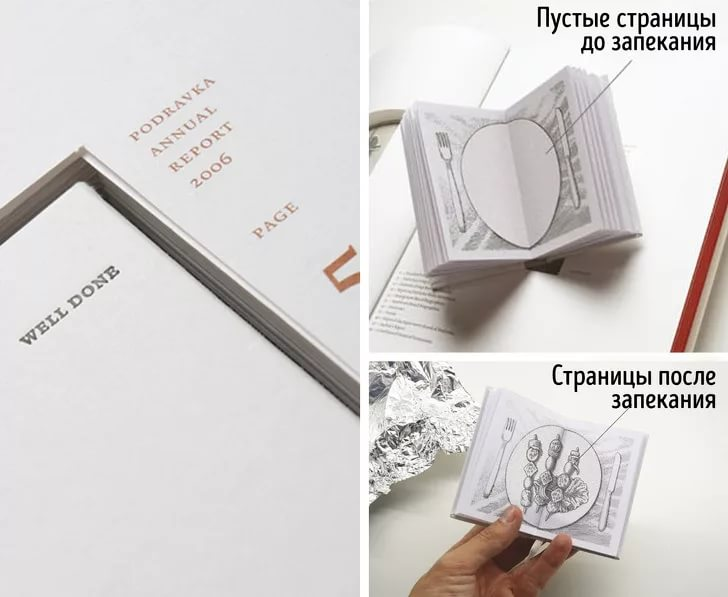 PODRAVKA
ANNUAL
REPORT
2006
PAGE
WELL DONE
Пустые страницы
до запекания
Страницы после
запекания